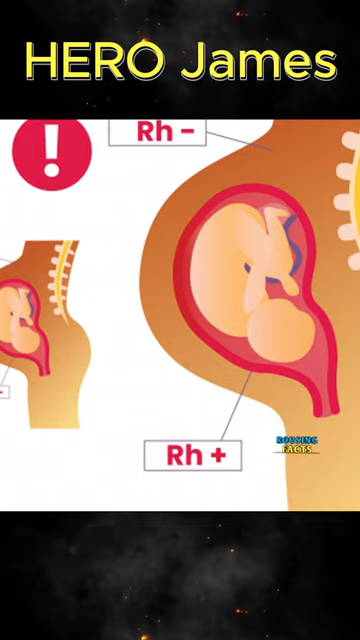 HERO James
!
Rh -
Rh +
ROUSING
FACTS